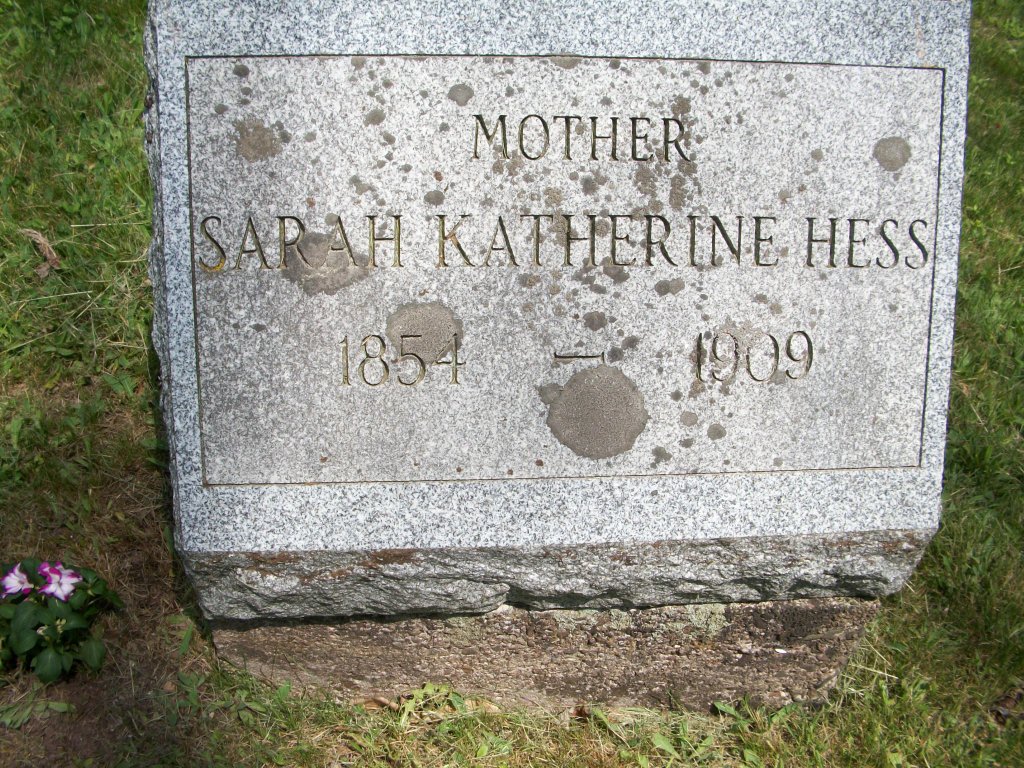 MOTHER
SARAH KATHERINE HESS
1854 — 1909